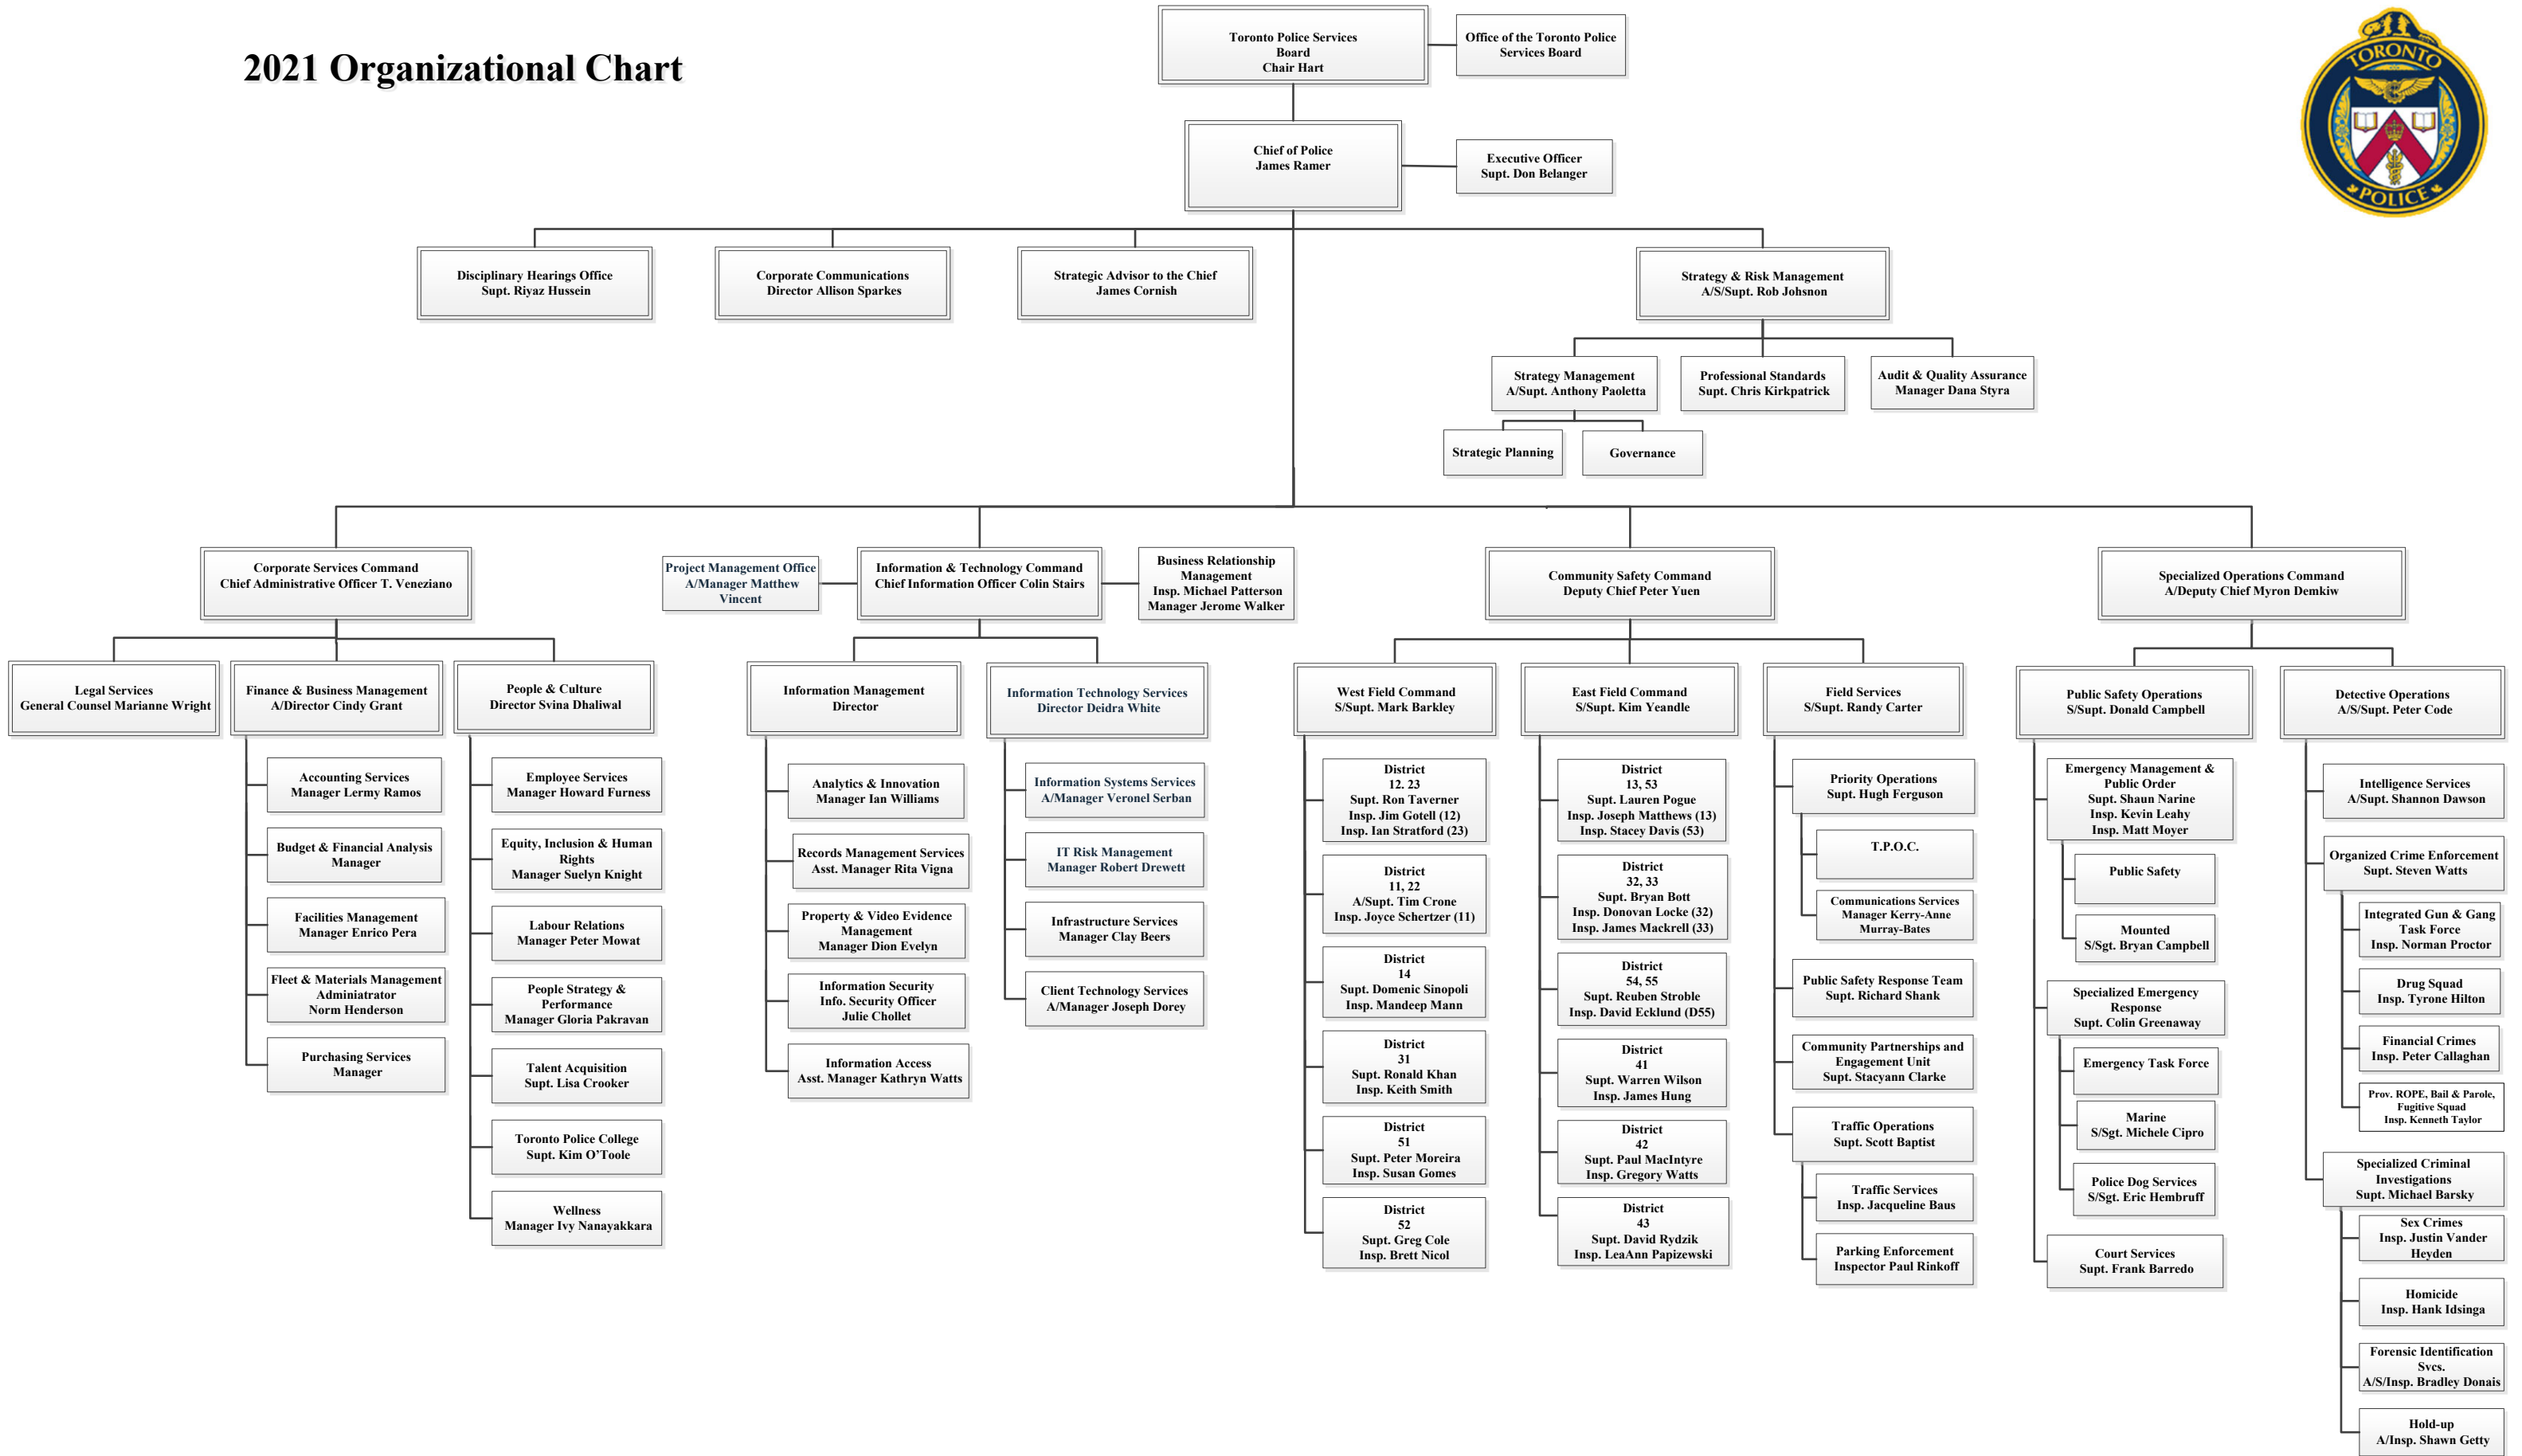 2021 Organizational Chart
Toronto Police Services
Board
Chair Hart
Office of the Toronto Police
Services Board
TORONTO
POLICE
Chief of Police
James Ramer
Executive Officer
Supt. Don Belanger
Disciplinary Hearings Office
Supt. Riyaz Hussein
Corporate Communications
Director Allison Sparkes
Strategic Advisor to the Chief
James Cornish
Strategy & Risk Management
A/S/Supt. Rob Johsnon
Strategy Management
A/Supt. Anthony Paoletta
Professional Standards
Supt. Chris Kirkpatrick
Audit & Quality Assurance
Manager Dana Styra
Strategic Planning
Governance
Corporate Services Command
Chief Administrative Officer T. Veneziano
Project Management Office
A/Manager Matthew
Vincent
Information & Technology Command
Chief Information Officer Colin Stairs
Business Relationship
Management
Insp. Michael Patterson
Manager Jerome Walker
Community Safety Command
Deputy Chief Peter Yuen
Specialized Operations Command
A/Deputy Chief Myron Demkiw
Legal Services
General Counsel Marianne Wright
Finance & Business Management
A/Director Cindy Grant
Accounting Services
Manager Lermy Ramos
Budget & Financial Analysis
Manager
Facilities Management
Manager Enrico Pera
Fleet & Materials Management
Adminiatrator
Norm Henderson
Purchasing Services
Manager
People & Culture
Director Svina Dhaliwal
Employee Services
Manager Howard Furness
Equity, Inclusion & Human
Rights
Manager Suelyn Knight
Labour Relations
Manager Peter Mowat
People Strategy &
Performance
Manager Gloria Pakravan
Talent Acquisition
Supt. Lisa Crooker
Toronto Police College
Supt. Kim O'Toole
Wellness
Manager Ivy Nanayakkara
Information Management
Director
Analytics & Innovation
Manager Ian Williams
Records Management Services
Asst. Manager Rita Vigna
Property & Video Evidence
Management
Manager Dion Evelyn
Information Security
Info. Security Officer
Julie Chollet
Information Access
Asst. Manager Kathryn Watts
Information Technology Services
Director Deidra White
Information Systems Services
A/Manager Veronel Serban
IT Risk Management
Manager Robert Drewett
Infrastructure Services
Manager Clay Beers
Client Technology Services
A/Manager Joseph Dorey
West Field Command
S/Supt. Mark Barkley
District
12. 23
Supt. Ron Taverner
Insp. Jim Gotell (12)
Insp. Ian Stratford (23)
District
11, 22
A/Supt. Tim Crone
Insp. Joyce Schertzer (11)
District
14
Supt. Domenic Sinopoli
Insp. Mandeep Mann
District
31
Supt. Ronald Khan
Insp. Keith Smith
District
51
Supt. Peter Moreira
Insp. Susan Gomes
District
52
Supt. Greg Cole
Insp. Brett Nicol
East Field Command
S/Supt. Kim Yeandle
District
13, 53
Supt. Lauren Pogue
Insp. Joseph Matthews (13)
Insp. Stacey Davis (53)
District
32, 33
Supt. Bryan Bott
Insp. Donovan Locke (32)
Insp. James Mackrell (33)
District
54, 55
Supt. Reuben Stroble
Insp. David Ecklund (D55)
District
41
Supt. Warren Wilson
Insp. James Hung
District
42
Supt. Paul MacIntyre
Insp. Gregory Watts
District
43
Supt. David Rydzik
Insp. LeaAnn Papizewski
Field Services
S/Supt. Randy Carter
Priority Operations
Supt. Hugh Ferguson
T.P.O.C.
Communications Services
Manager Kerry-Anne
Murray-Bates
Public Safety Response Team
Supt. Richard Shank
Community Partnerships and
Engagement Unit
Supt. Stacyann Clarke
Traffic Operations
Supt. Scott Baptist
Traffic Services
Insp. Jacqueline Baus
Parking Enforcement
Inspector Paul Rinkoff
Public Safety Operations
S/Supt. Donald Campbell
Emergency Management &
Public Order
Supt. Shaun Narine
Insp. Kevin Leahy
Insp. Matt Moyer
Public Safety
Mounted
S/Sgt. Bryan Campbell
Specialized Emergency
Response
Supt. Colin Greenaway
Emergency Task Force
Marine
S/Sgt. Michele Cipro
Police Dog Services
S/Sgt. Eric Hembruff
Court Services
Supt. Frank Barredo
Detective Operations
A/S/Supt. Peter Code
Intelligence Services
A/Supt. Shannon Dawson
Organized Crime Enforcement
Supt. Steven Watts
Integrated Gun & Gang
Task Force
Insp. Norman Proctor
Drug Squad
Insp. Tyrone Hilton
Financial Crimes
Insp. Peter Callaghan
Prov. ROPE, Bail & Parole,
Fugitive Squad
Insp. Kenneth Taylor
Specialized Criminal
Investigations
Supt. Michael Barsky
Sex Crimes
Insp. Justin Vander
Heyden
Homicide
Insp. Hank Idsinga
Forensic Identification
Svcs.
A/S/Insp. Bradley Donais
Hold-up
A/Insp. Shawn Getty